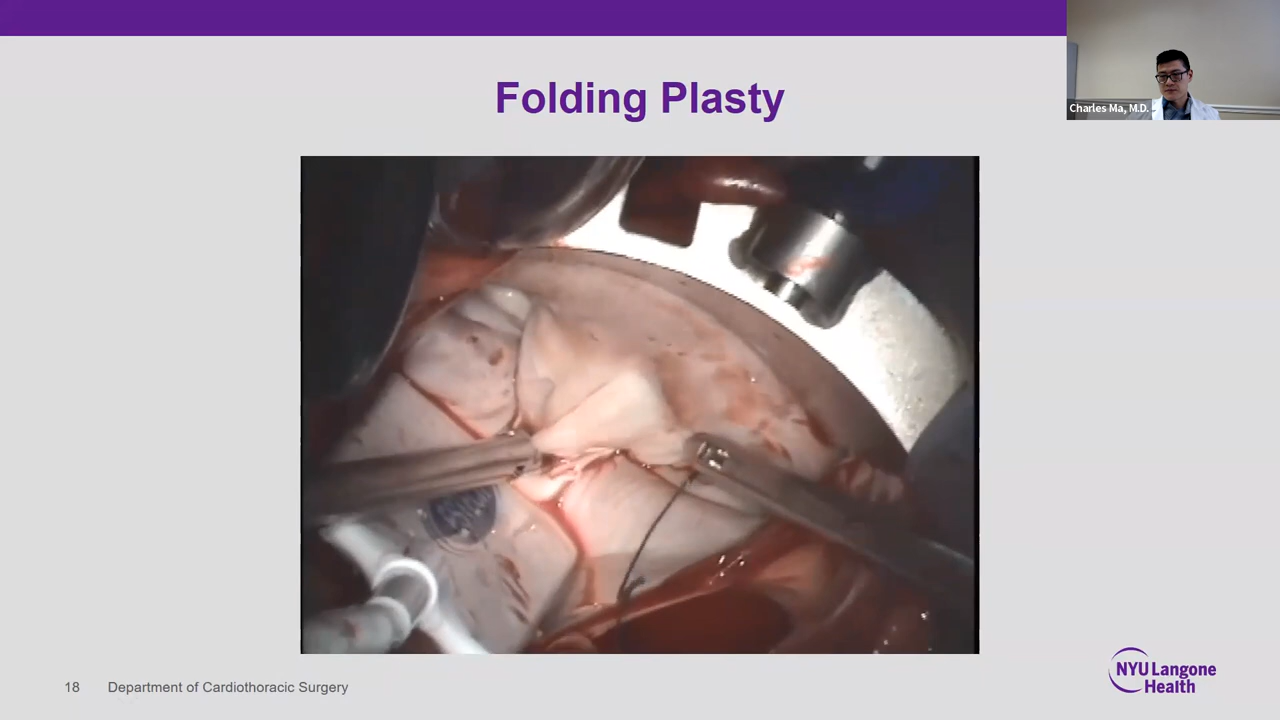 Folding Plasty
Charles Ma, M.D.
18
Department of Cardiothoracic Surgery
NYU Langone
Health